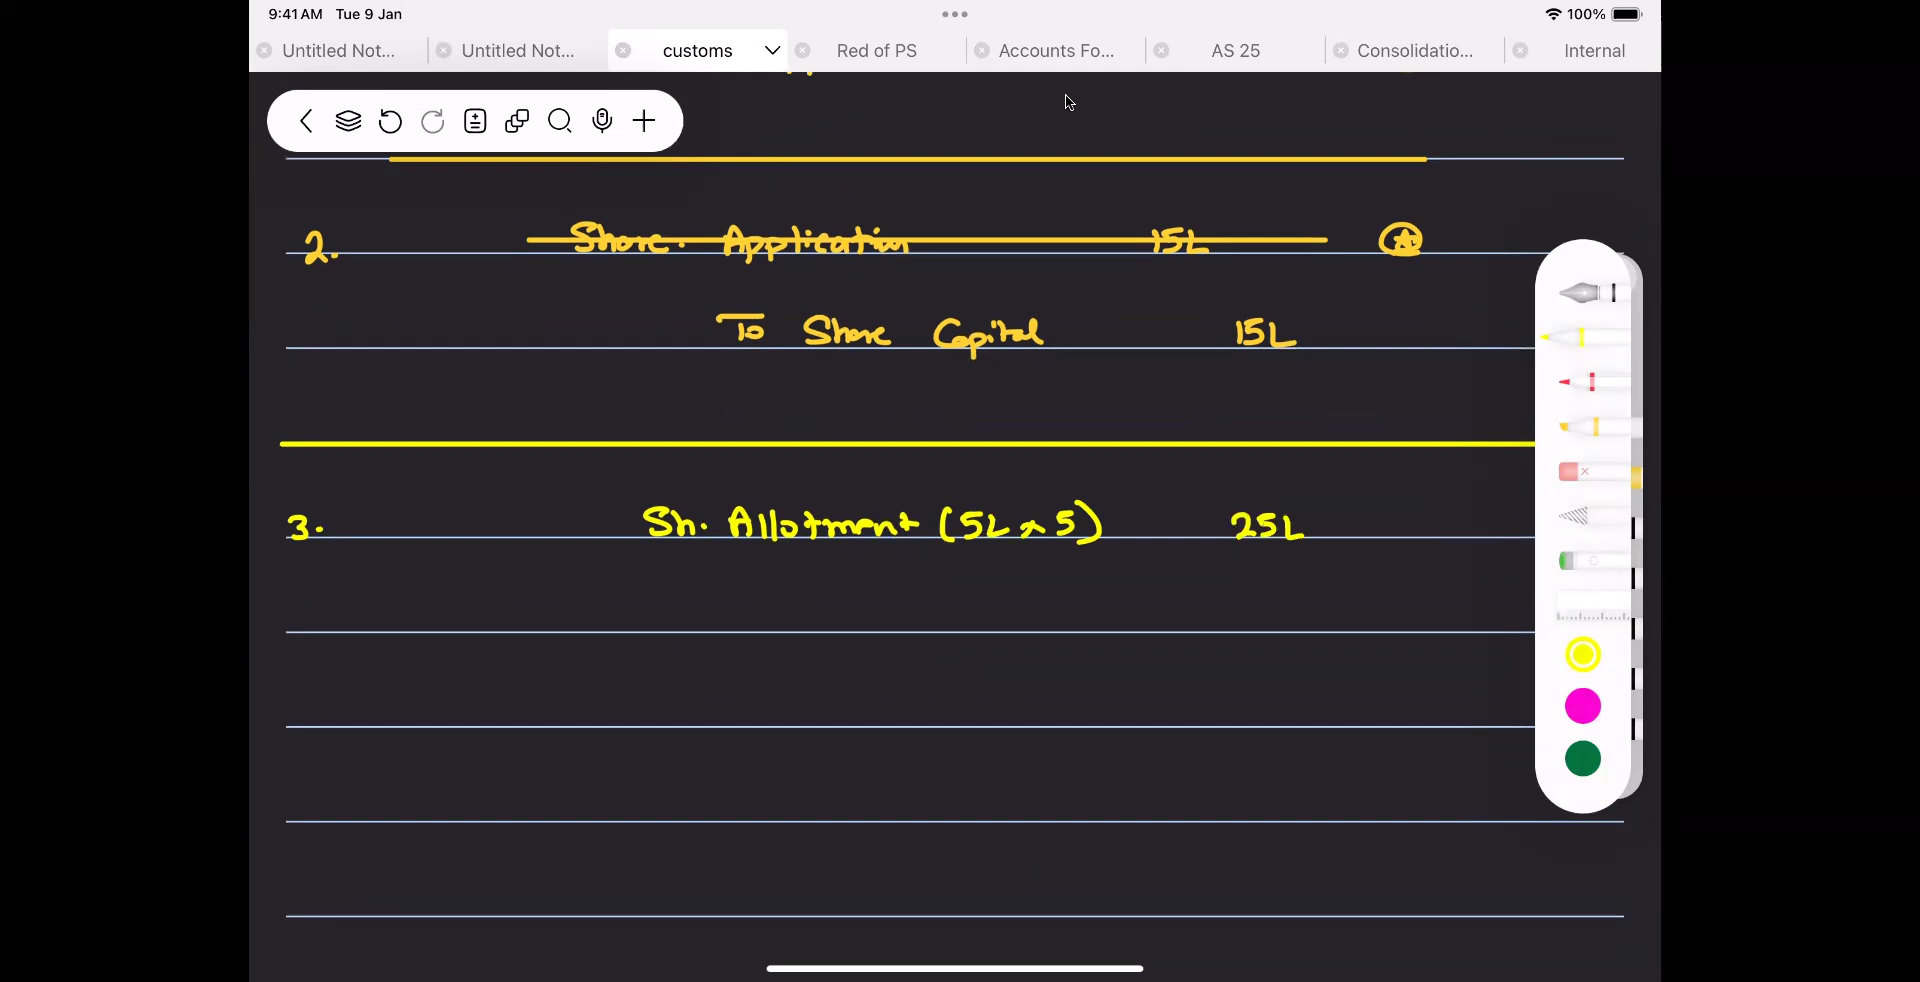 9:41 AM Tue 9 Jan 100%
Untitled Not... Untitled Not... customs Red of PS Accounts Fo... AS 25 Consolidatio... Internal
2. Share. Application 15L
To Share Capital 15L
3. Sh. Allotment (5L x 5) 25L